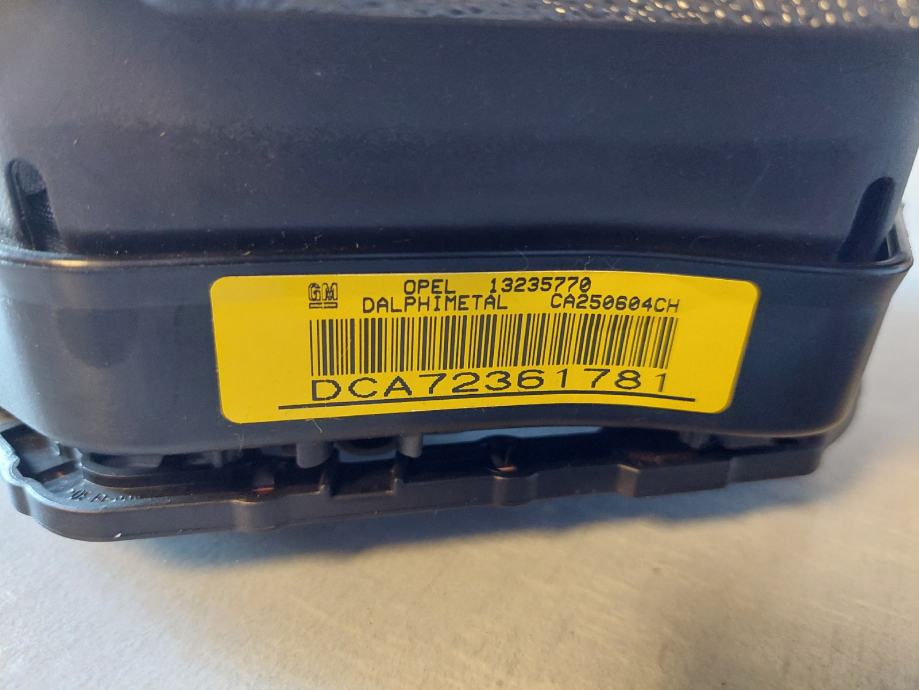 GM OPEL 13235770
DALPHIMETAL CA250604CH
DCA72361781